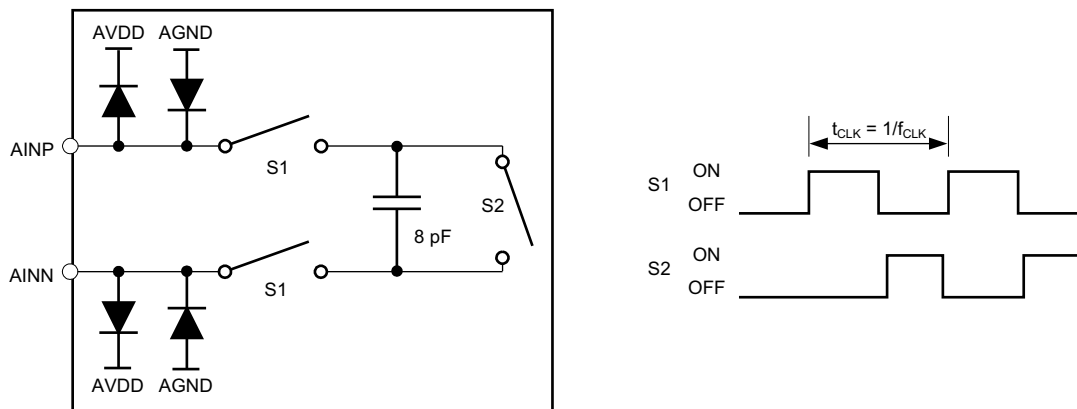 AVDD AGND
AINP
S1
S2
8 pF
AINN
S1
AVDD AGND
tCLK = 1/fCLK
S1 ON
OFF
S2 ON
OFF